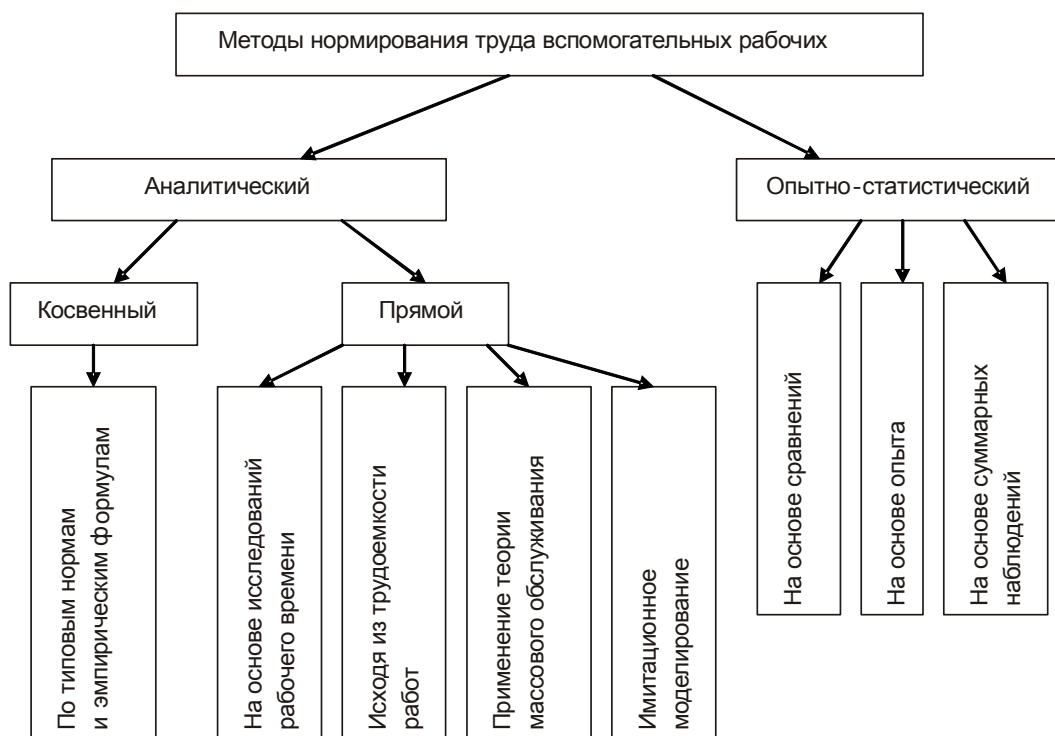 Методы нормирования труда вспомогательных рабочих
Аналитический
Опытно-статистический
Косвенный
Прямой
По типовым нормам
и эмпирическим формулам
На основе исследований
рабочего времени
Исходя из трудоемкости
работ
Применение теории
массового обслуживания
Имитационное
моделирование
На основе сравнений
На основе опыта
На основе суммарных
наблюдений